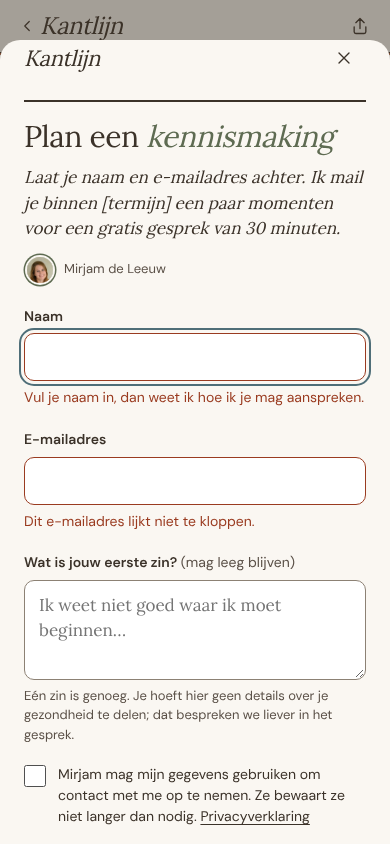 Kantlijn
Kantlijn
Plan een kennismaking
Laat je naam en e-mailadres achter. Ik mail
je binnen [termijn] een paar momenten
voor een gratis gesprek van 30 minuten.
Mirjam de Leeuw
Naam
Vul je naam in, dan weet ik hoe ik je mag aanspreken.
E-mailadres
Dit e-mailadres lijkt niet te kloppen.
Wat is jouw eerste zin? (mag leeg blijven)
Ik weet niet goed waar ik moet
beginnen...
Eén zin is genoeg. Je hoeft hier geen details over je
gezondheid te delen; dat bespreken we liever in het
gesprek.
Mirjam mag mijn gegevens gebruiken om
contact met me op te nemen. Ze bewaart ze
niet langer dan nodig. Privacyverklaring